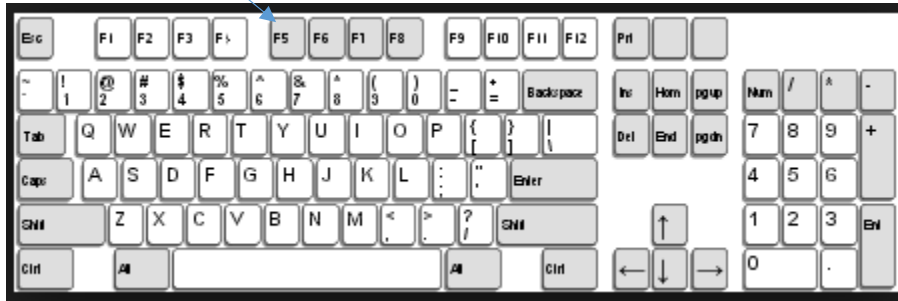 Esc F1 F2 F3 F5 F6 F1 F8 F9 F10 F11 F12 Prt
~ ! 1 @ 2 # 3 $ 4 % 5 ^ 6 & 7 * 8 ( 9 ) 0 _ - + = Backspace Ins Hom pgup Num / * -
Tab Q W E R T Y U I O P { [ } ] | \ Del End pgdn 7 8 9 +
Caps A S D F G H J K L : ; " ' Enter 4 5 6
Shift Z X C V B N M < , > . ? / Shift ↑ 1 2 3 Ent
Ctrl Alt Alt Ctrl ← ↓ → 0 .